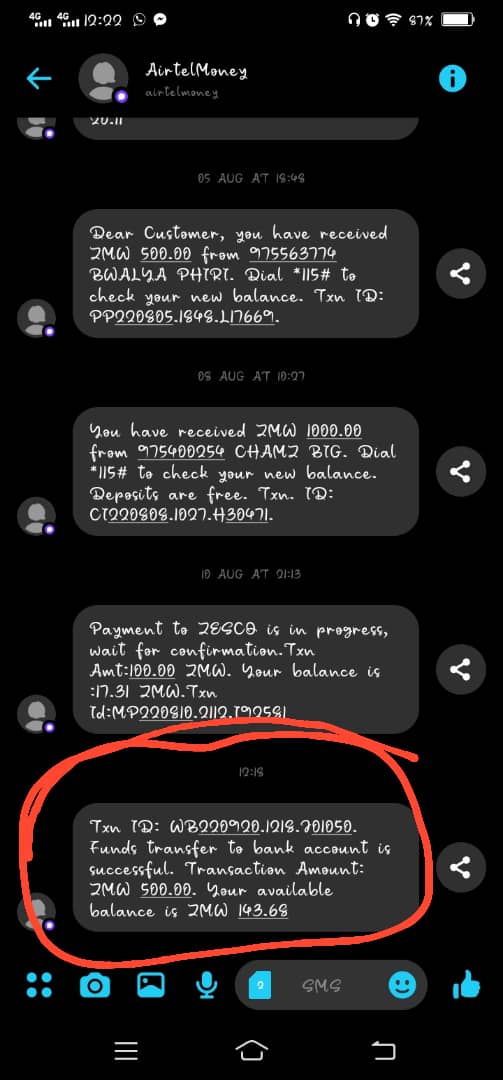 4G 4G 12:22 87%
AirtelMoney
airtelmoney
20.11
05 AUG AT 18:48
Dear Customer, you have received
ZMW 500.00 from 975563774
BWALYA PHIRI. Dial *115# to
check your new balance. Txn ID:
PP220805.1848.L17669.
08 AUG AT 10:27
You have received ZMW 1000.00
from 975400254 CHAMZ BIG. Dial
*115# to check your new balance.
Deposits are free. Txn. ID:
CI220808.1027.H30471.
10 AUG AT 21:13
Payment to ZESCO is in progress,
wait for confirmation.Txn
Amt:100.00 ZMW. Your balance is
:17.31 ZMW.Txn
Id:MP220810.2112.I92581
12:18
Txn ID: WB220920.1218.J01050.
Funds transfer to bank account is
successful. Transaction Amount:
ZMW 500.00. Your available
balance is ZMW 143.68
2 SMS